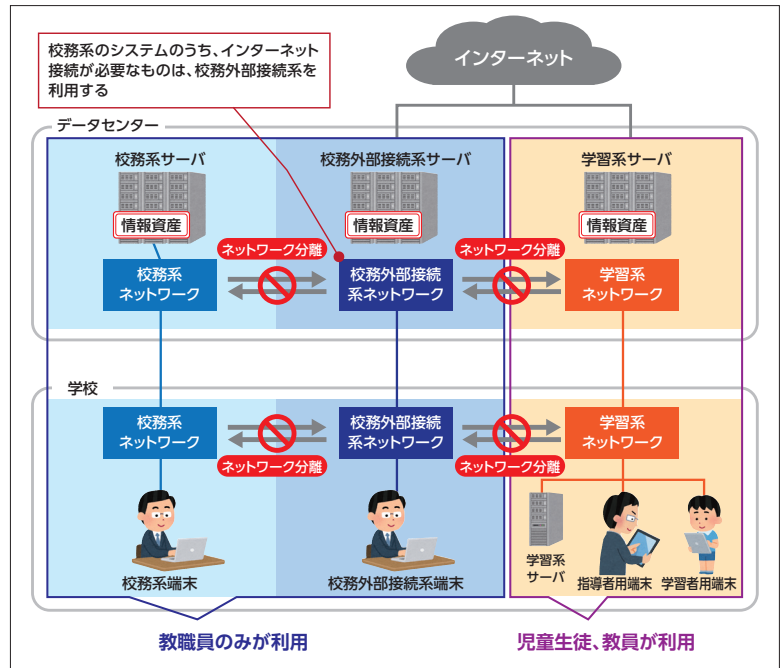 校務系のシステムのうち、インターネット
接続が必要なものは、校務外部接続系を
利用する
インターネット
データセンター
校務系サーバ
校務外部接続系サーバ
学習系サーバ
情報資産
情報資産
情報資産
ネットワーク分離
ネットワーク分離
校務系
ネットワーク
校務外部接続
系ネットワーク
学習系
ネットワーク
学校
校務系
ネットワーク
校務外部接続
系ネットワーク
学習系
ネットワーク
ネットワーク分離
ネットワーク分離
校務系端末
校務外部接続系端末
学習系
サーバ
指導者用端末
学習者用端末
教職員のみが利用
児童生徒、教員が利用